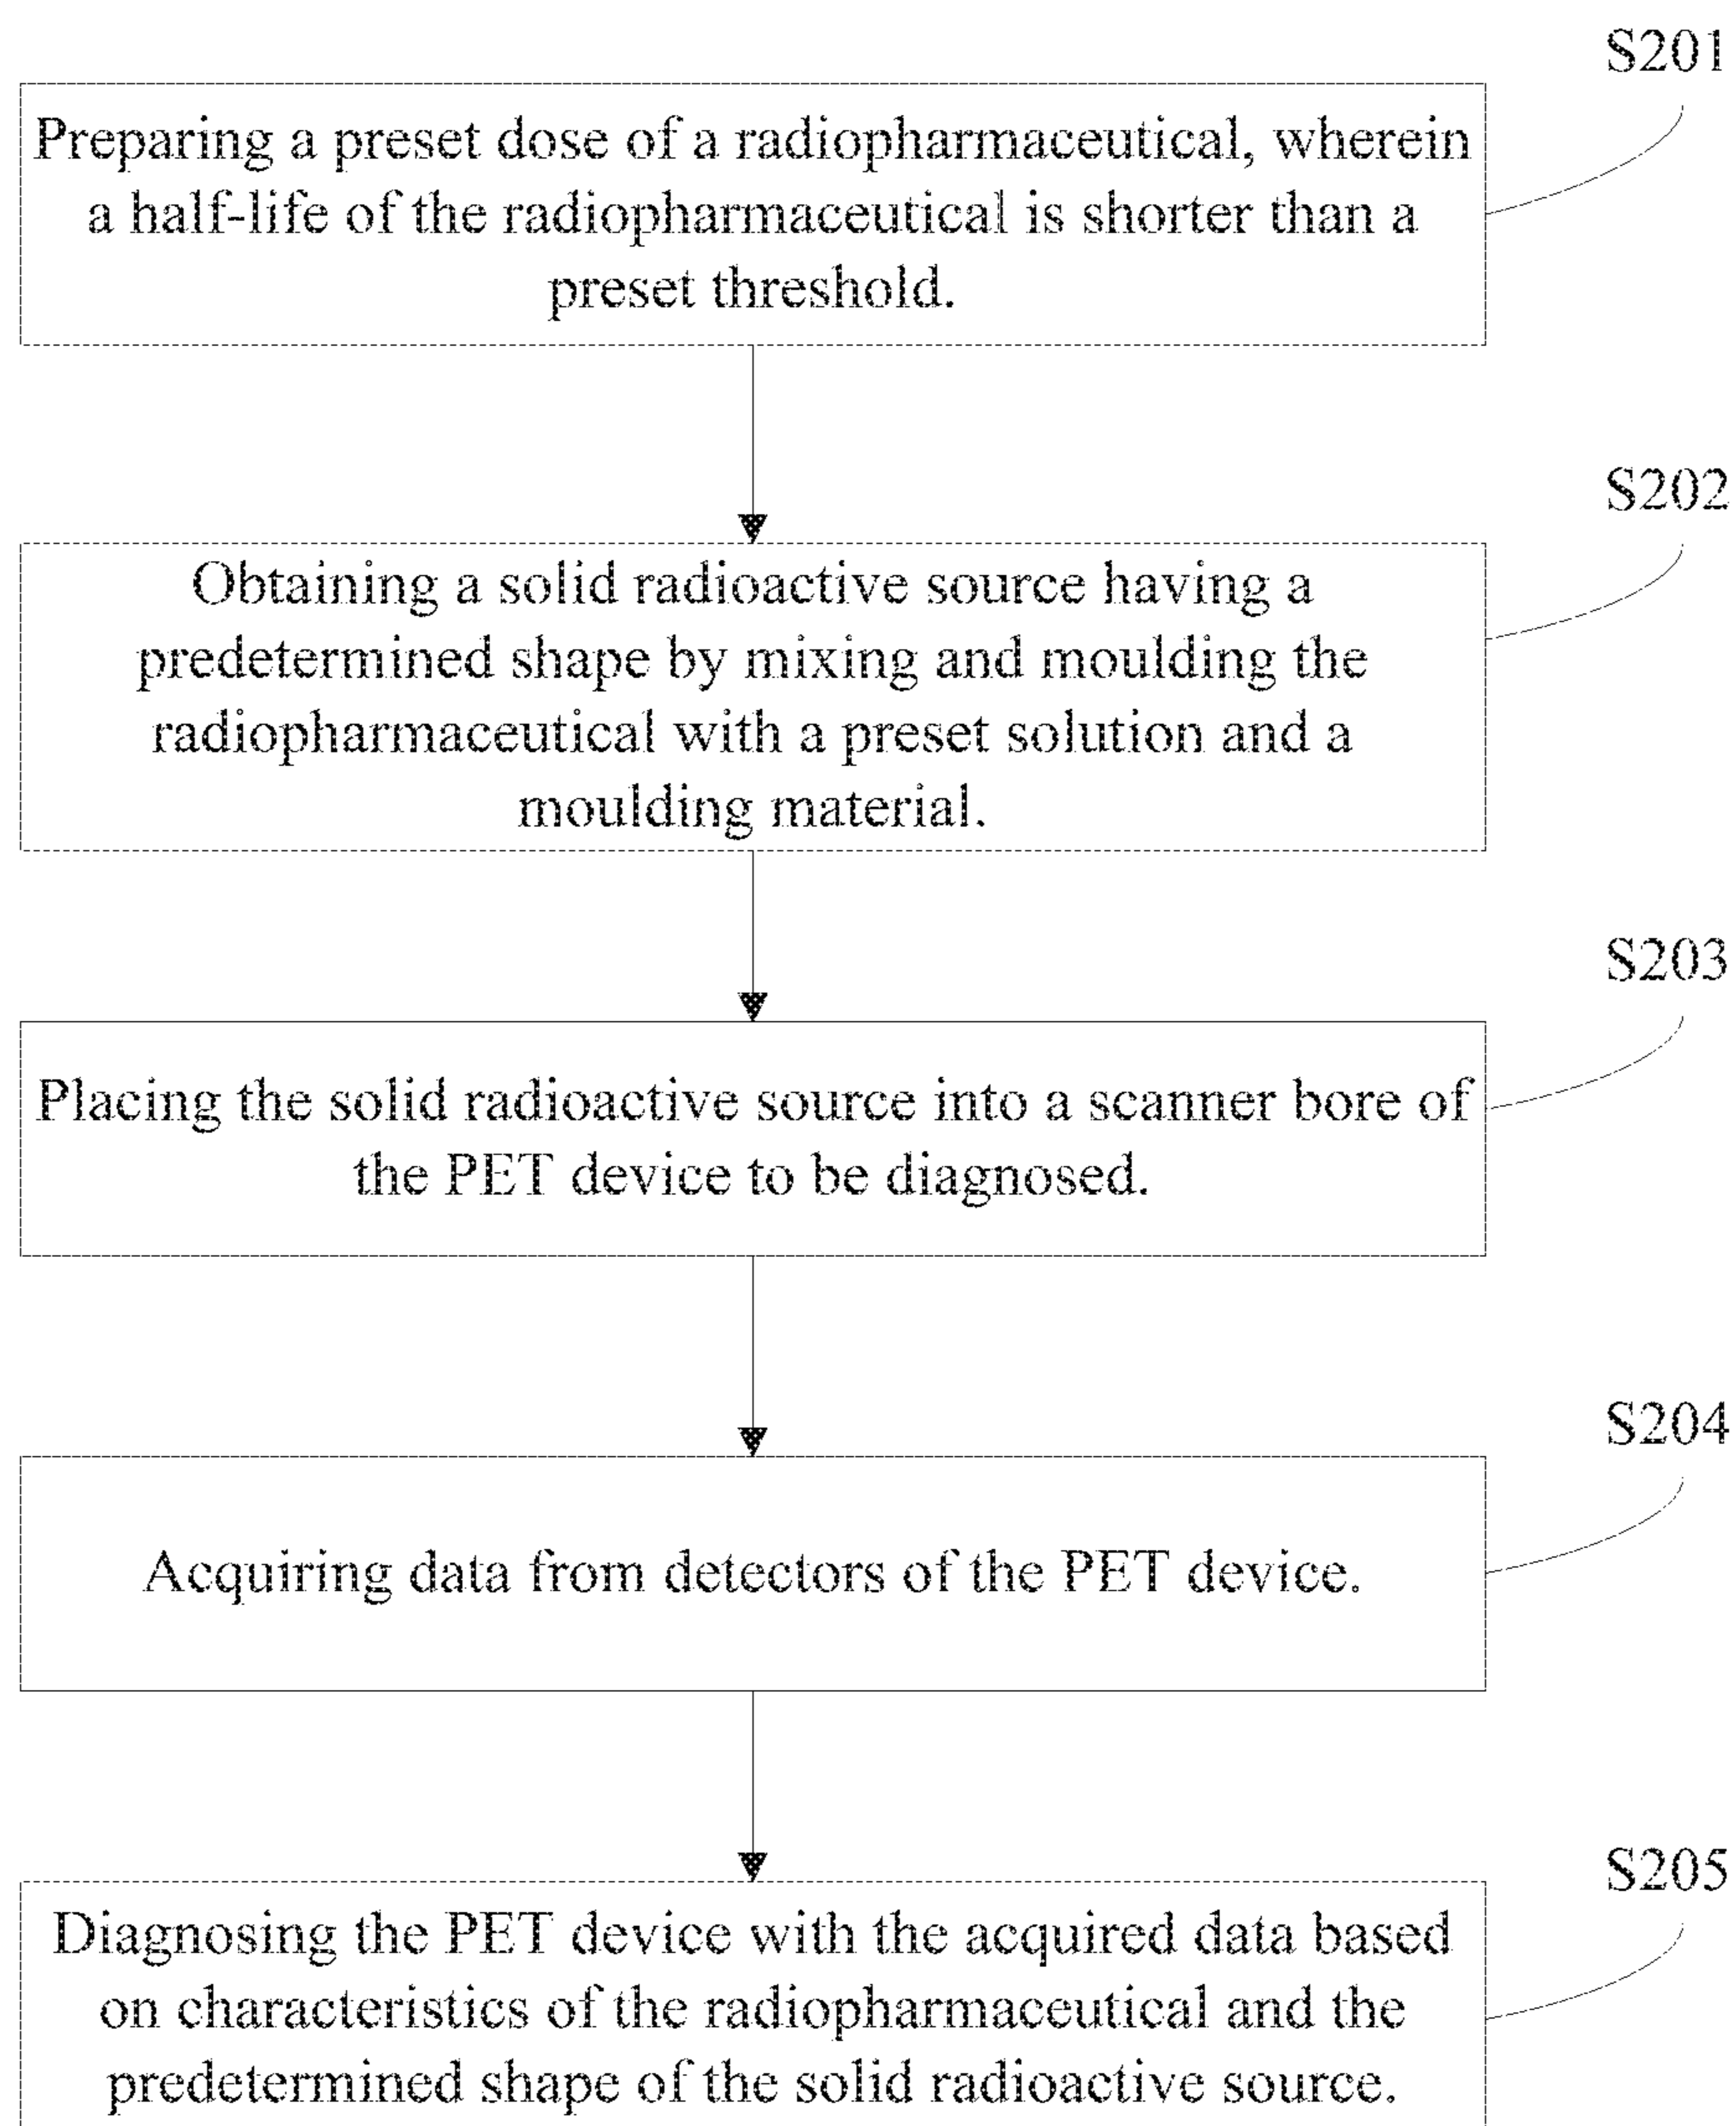 S201
Preparing a preset dose of a radiopharmaceutical, wherein
a half-life of the radiopharmaceutical is shorter than a
preset threshold.
S202
Obtaining a solid radioactive source having a
predetermined shape by mixing and moulding the
radiopharmaceutical with a preset solution and a
moulding material.
S203
Placing the solid radioactive source into a scanner bore of
the PET device to be diagnosed.
S204
Acquiring data from detectors of the PET device.
S205
Diagnosing the PET device with the acquired data based
on characteristics of the radiopharmaceutical and the
predetermined shape of the solid radioactive source.